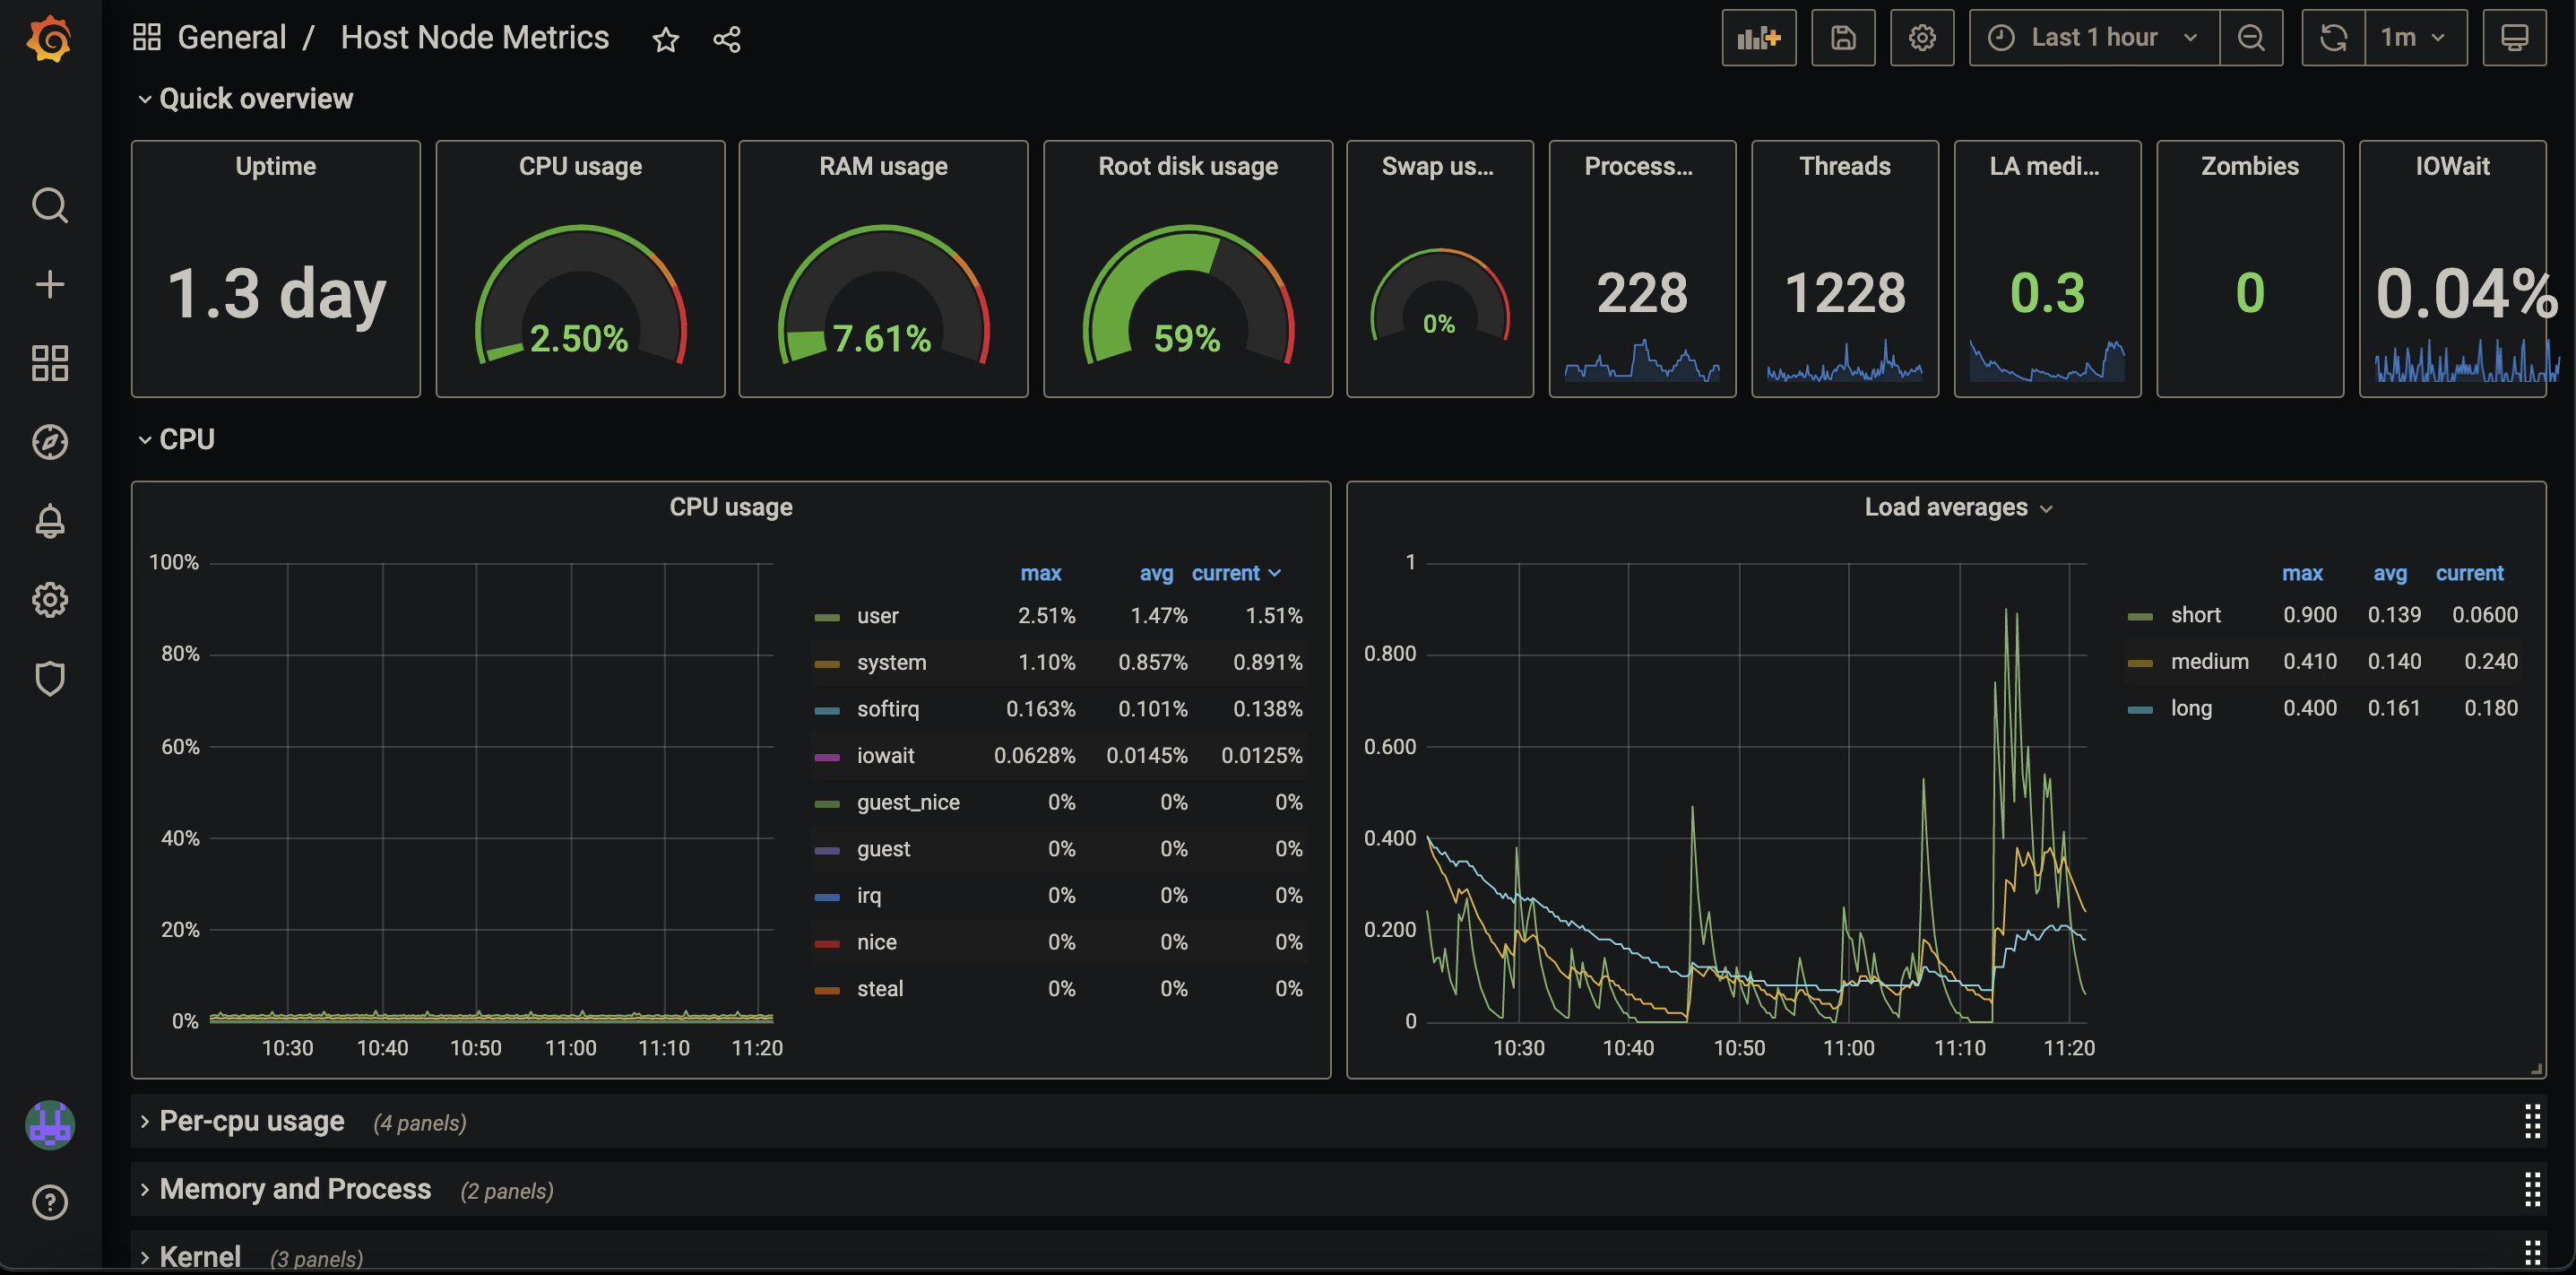 General / Host Node Metrics
Last 1 hour
1m
Quick overview
Uptime
1.3 day
CPU usage
2.50%
RAM usage
7.61%
Root disk usage
59%
Swap us...
0%
Process...
228
Threads
1228
LA medi...
0.3
Zombies
0
IOWait
0.04%
CPU
CPU usage
100%
80%
60%
40%
20%
0%
10:30 10:40 10:50 11:00 11:10 11:20
max avg current
user 2.51% 1.47% 1.51%
system 1.10% 0.857% 0.891%
softirq 0.163% 0.101% 0.138%
iowait 0.0628% 0.0145% 0.0125%
guest_nice 0% 0% 0%
guest 0% 0% 0%
irq 0% 0% 0%
nice 0% 0% 0%
steal 0% 0% 0%
Load averages
1
0.800
0.600
0.400
0.200
0
10:30 10:40 10:50 11:00 11:10 11:20
max avg current
short 0.900 0.139 0.0600
medium 0.410 0.140 0.240
long 0.400 0.161 0.180
Per-cpu usage (4 panels)
Memory and Process (2 panels)
Kernel (3 panels)